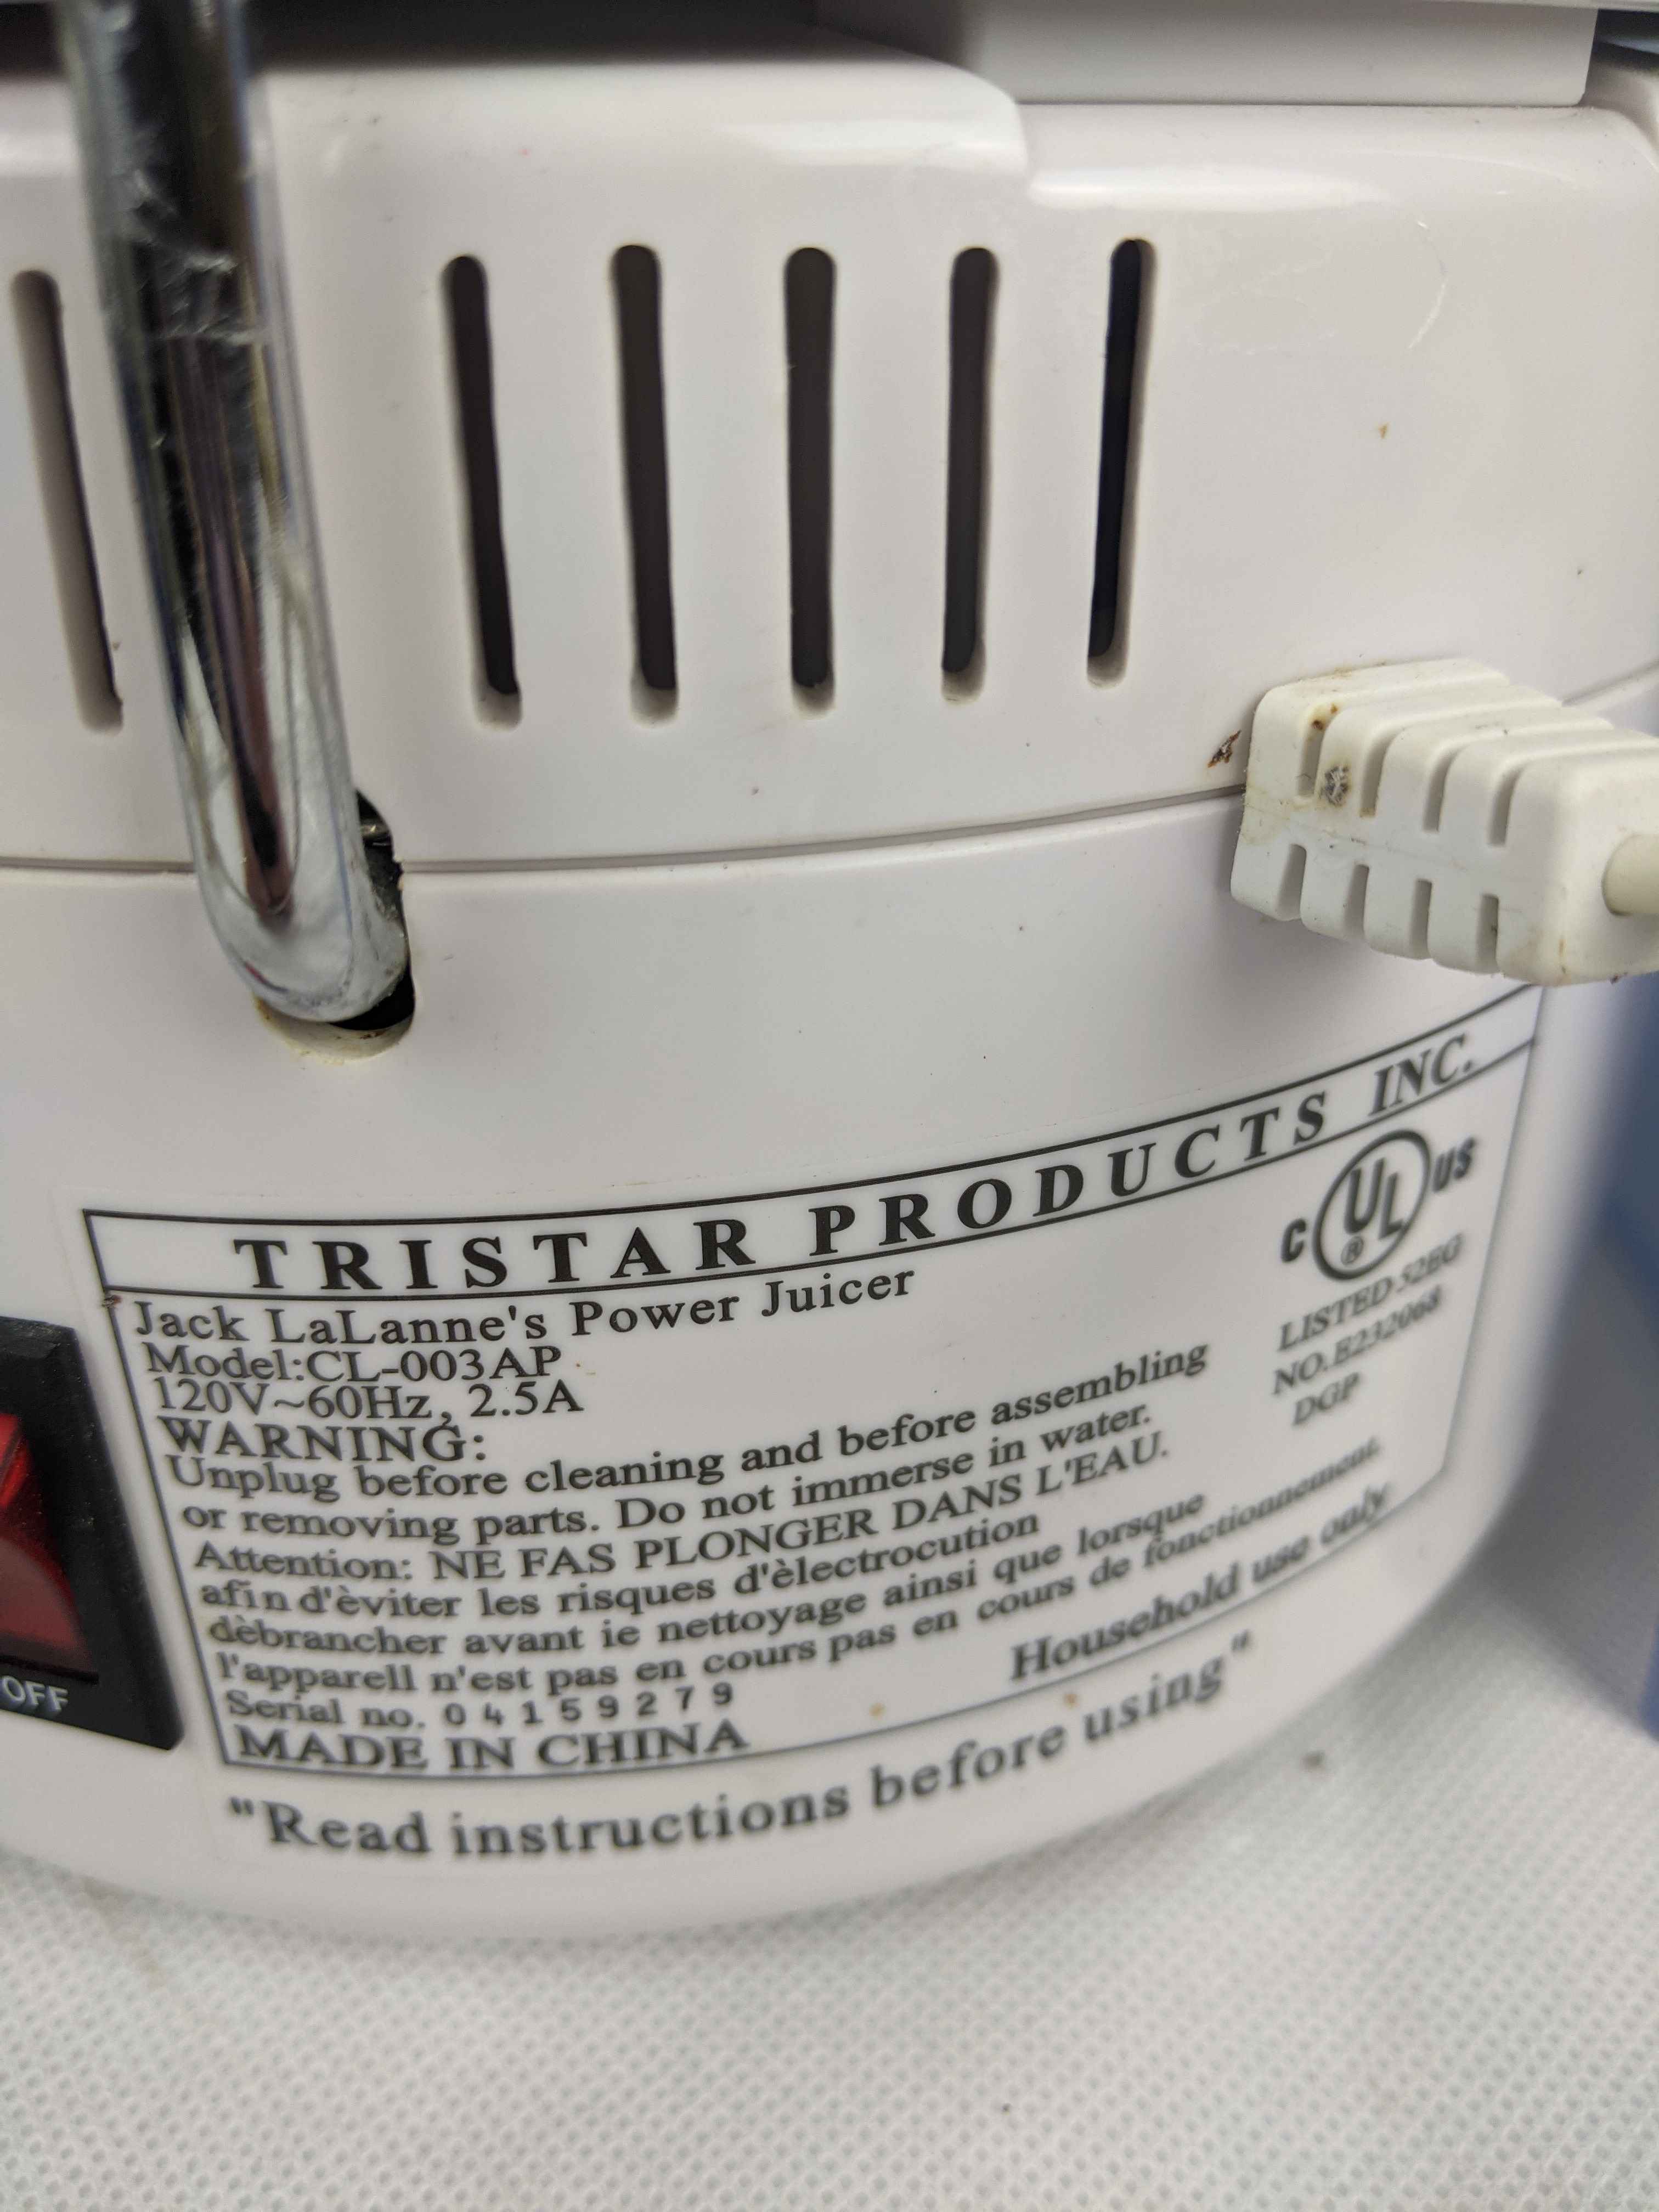 TRISTAR PRODUCTS INC.
Jack LaLanne's Power Juicer
Model:CL-003AP
120V~60Hz, 2.5A
WARNING:
Unplug before cleaning and before assembling
or removing parts. Do not immerse in water.
Attention: NE FAS PLONGER DANS L'EAU.
afin d'èviter les risques d'èlectrocution
dèbrancher avant ie nettoyage ainsi que lorsque
l'apparell n'est pas en cours pas en cours de fonctionnement.
Serial no. 04159279
Household use only
MADE IN CHINA
"Read instructions before using"
C UL ® US
LISTED 52EG
NO.E232068
DGP
OFF